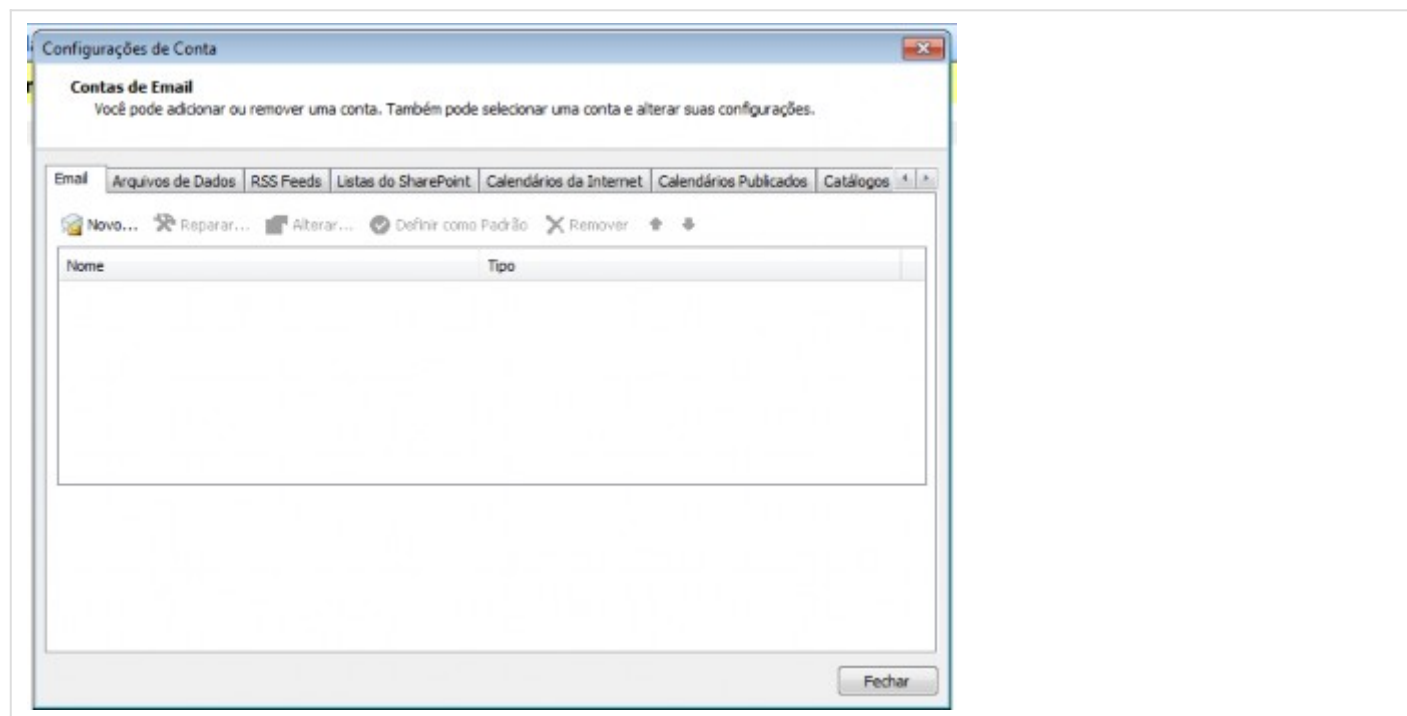 Configurações de Conta
Contas de Email
Você pode adicionar ou remover uma conta. Também pode selecionar uma conta e alterar suas configurações.
Email Arquivos de Dados RSS Feeds Listas do SharePoint Calendários da Internet Calendários Publicados Catálogos
Novo... Reparar... Alterar... Definir como Padrão Remover
Nome Tipo
Fechar